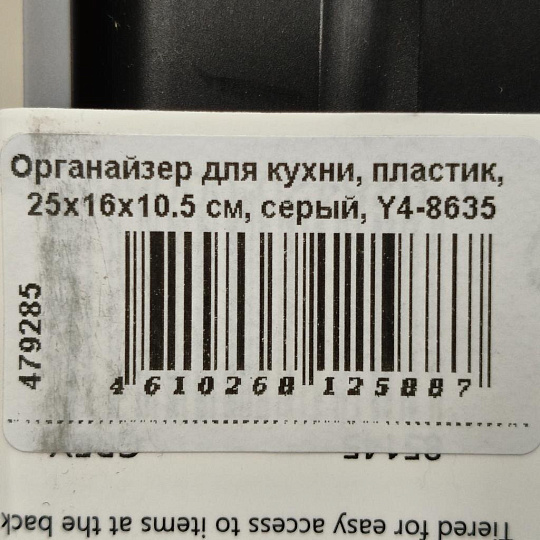 Органайзер для кухни, пластик,
25x16x10.5 см, серый, Y4-8635
479285
4 610268 125887
Tiered for easy access to items at the back